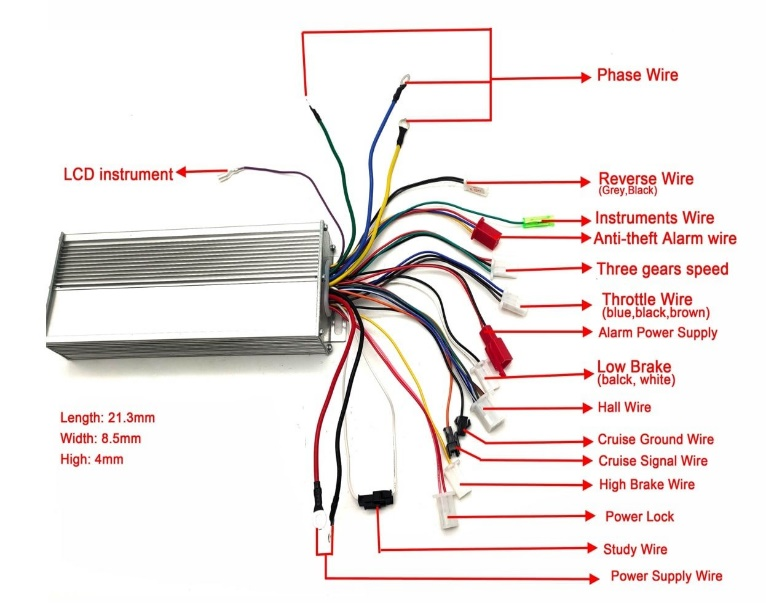 Phase Wire
LCD instrument
Reverse Wire
(Grey,Black)
Instruments Wire
Anti-theft Alarm wire
Three gears speed
Throttle Wire
(blue,black,brown)
Alarm Power Supply
Low Brake
(balck, white)
Hall Wire
Length: 21.3mm
Width: 8.5mm
High: 4mm
Cruise Ground Wire
Cruise Signal Wire
High Brake Wire
Power Lock
Study Wire
Power Supply Wire